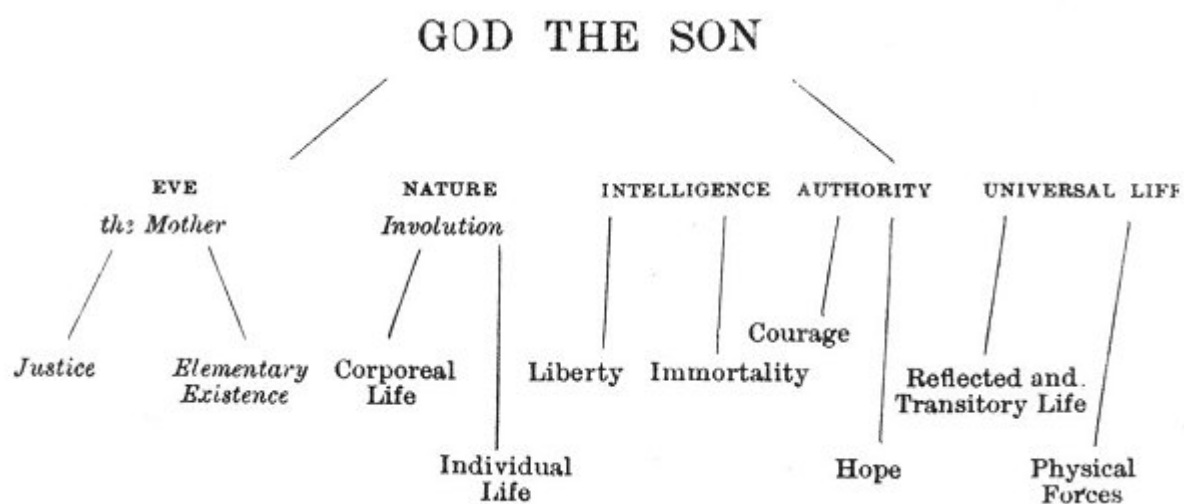 GOD THE SON
EVE NATURE INTELLIGENCE AUTHORITY UNIVERSAL LIF
the Mother Involution
Courage
Justice Elementary Corporeal Liberty Immortality Reflected and
Existence Life Transitory Life
Individual Hope Physical
Life Forces